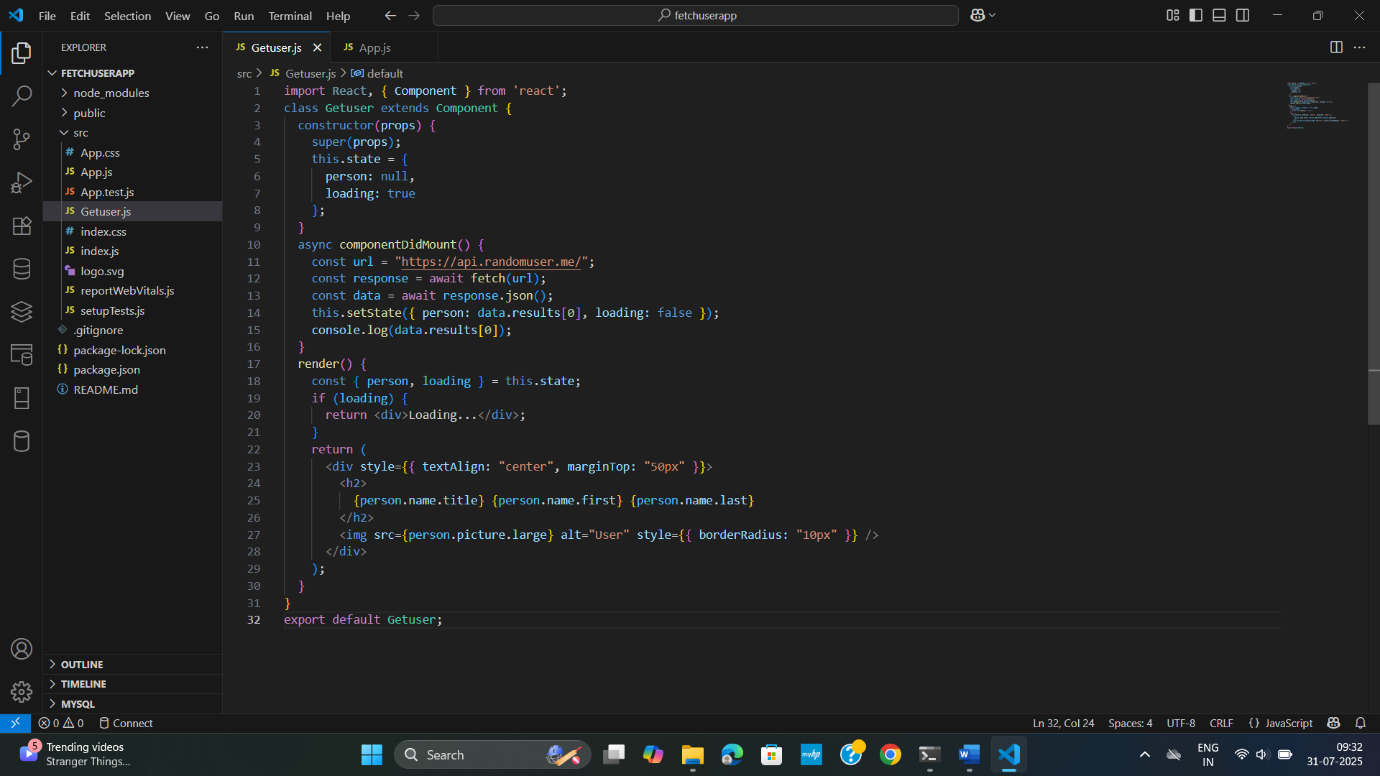 File Edit Selection View Go Run Terminal Help
fetchuserapp
EXPLORER
FETCHUSERAPP
node_modules
public
src
# App.css
JS App.js
JS App.test.js
JS Getuser.js
# index.css
JS index.js
logo.svg
JS reportWebVitals.js
JS setupTests.js
.gitignore
{} package-lock.json
{} package.json
README.md
OUTLINE
TIMELINE
MYSQL
JS Getuser.js
JS App.js
src > JS Getuser.js > default
1 import React, { Component } from 'react';
2 class Getuser extends Component {
3 constructor(props) {
4 super(props);
5 this.state = {
6 person: null,
7 loading: true
8 };
9 }
10 async componentDidMount() {
11 const url = "https://api.randomuser.me/";
12 const response = await fetch(url);
13 const data = await response.json();
14 this.setState({ person: data.results[0], loading: false });
15 console.log(data.results[0]);
16 }
17 render() {
18 const { person, loading } = this.state;
19 if (loading) {
20 return <div>Loading...</div>;
21 }
22 return (
23 <div style={{ textAlign: "center", marginTop: "50px" }}>
24 <h2>
25 {person.name.title} {person.name.first} {person.name.last}
26 </h2>
27 <img src={person.picture.large} alt="User" style={{ borderRadius: "10px" }} />
28 </div>
29 );
30 }
31 }
32 export default Getuser;
0 0 Connect
Ln 32, Col 24 Spaces: 4 UTF-8 CRLF {} JavaScript
5
Trending videos
Stranger Things...
Search
myhp
ENG
IN
09:32
31-07-2025